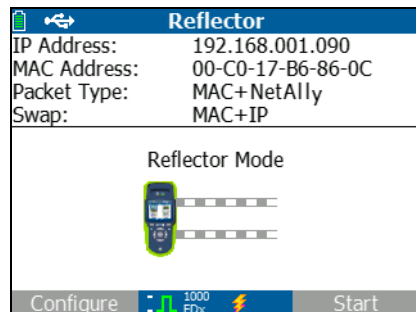 Reflector
IP Address: 192.168.001.090
MAC Address: 00-C0-17-B6-86-0C
Packet Type: MAC+NetAlly
Swap: MAC+IP
Reflector Mode
Configure 1000 FDx Start